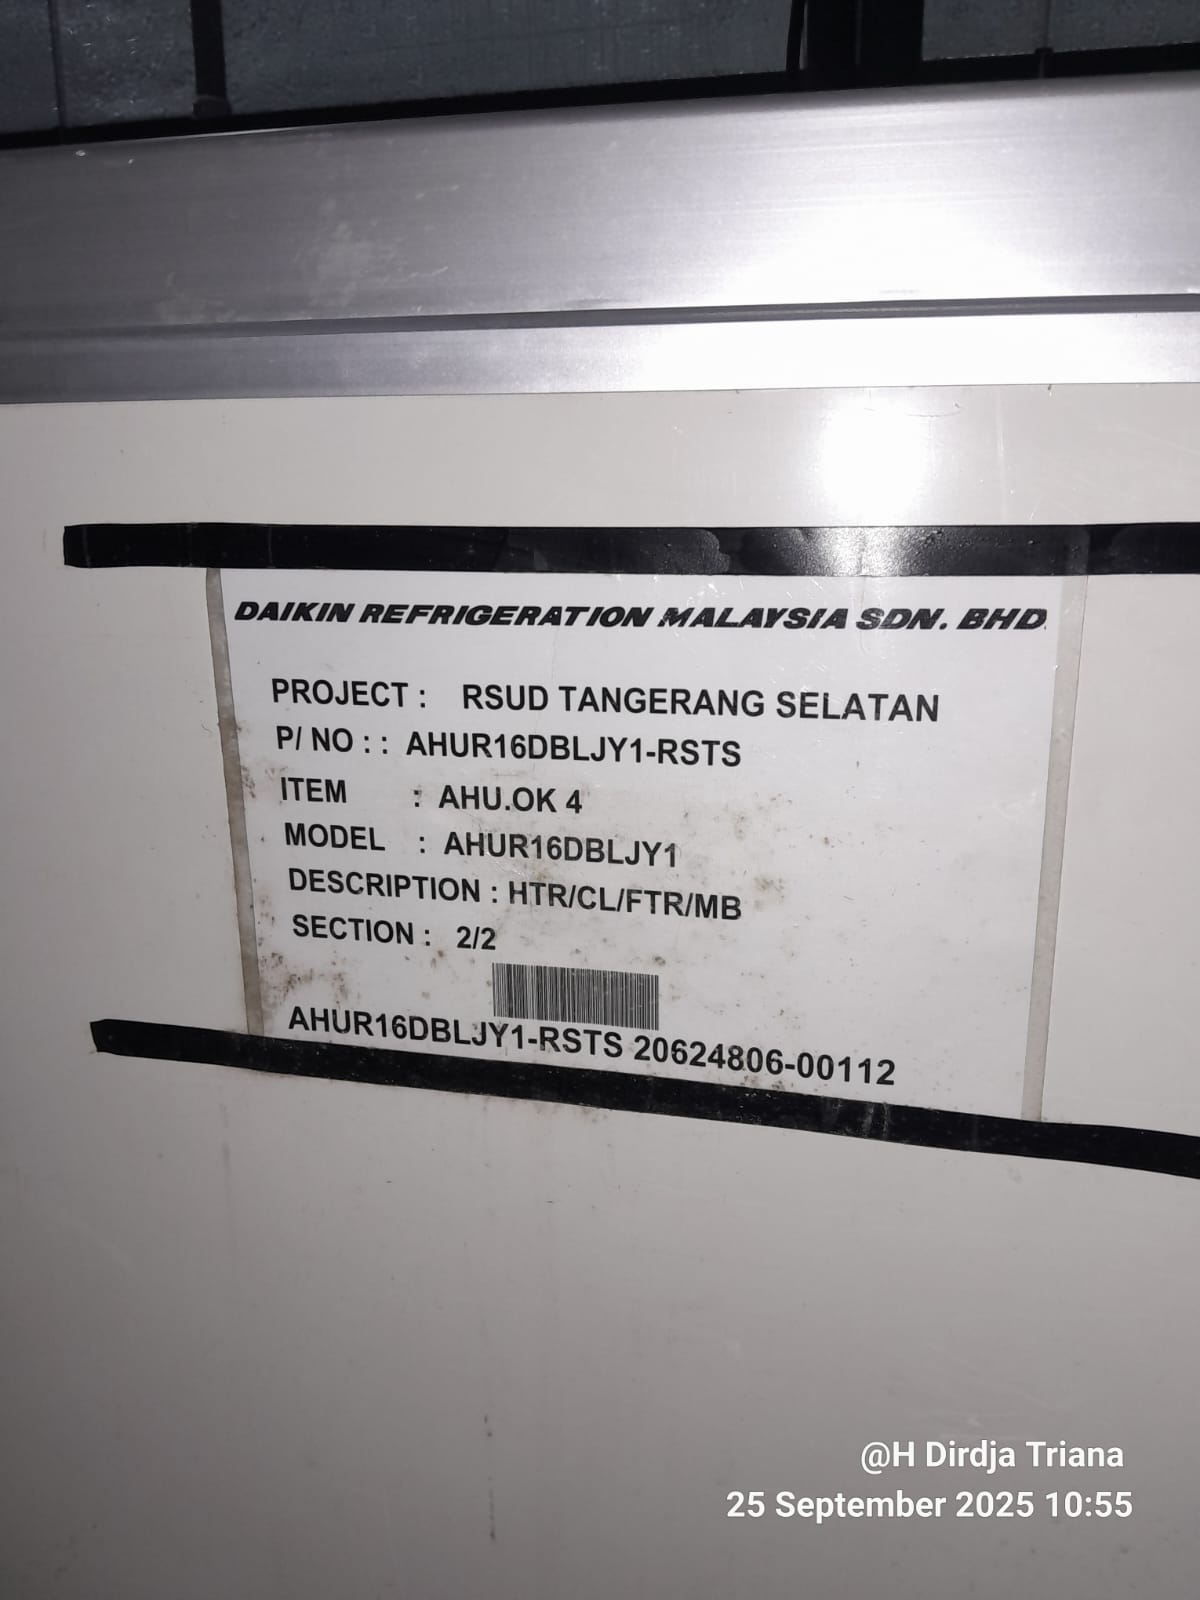 DAIKIN REFRIGERATION MALAYSIA SDN. BHD.
PROJECT : RSUD TANGERANG SELATAN
P/ NO : : AHUR16DBLJY1-RSTS
ITEM : AHU.OK 4
MODEL : AHUR16DBLJY1
DESCRIPTION : HTR/CL/FTR/MB
SECTION : 2/2
AHUR16DBLJY1-RSTS 20624806-00112
@H Dirdja Triana
25 September 2025 10:55